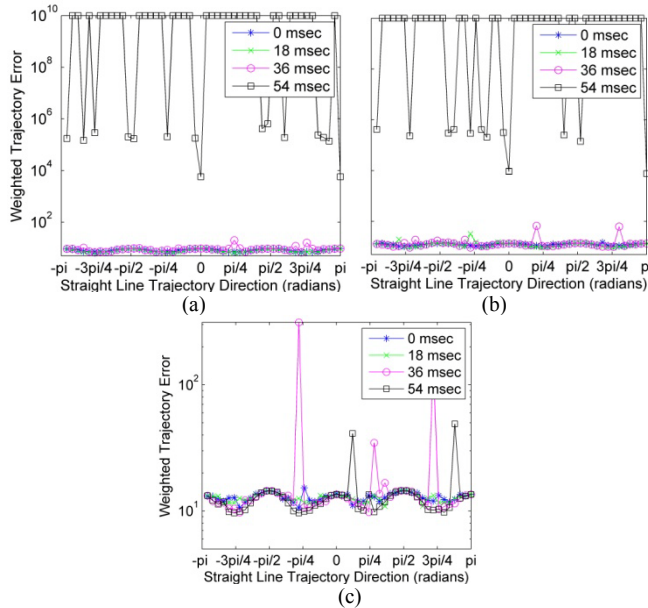 10^10
10^8
10^6
10^4
10^2
Weighted Trajectory Error
0 msec
18 msec
36 msec
54 msec
-pi -3pi/4 -pi/2 -pi/4 0 pi/4 pi/2 3pi/4 pi
Straight Line Trajectory Direction (radians)
(a)
0 msec
18 msec
36 msec
54 msec
-pi -3pi/4 -pi/2 -pi/4 0 pi/4 pi/2 3pi/4 pi
Straight Line Trajectory Direction (radians)
(b)
10^2
10^1
Weighted Trajectory Error
0 msec
18 msec
36 msec
54 msec
-pi -3pi/4 -pi/2 -pi/4 0 pi/4 pi/2 3pi/4 pi
Straight Line Trajectory Direction (radians)
(c)